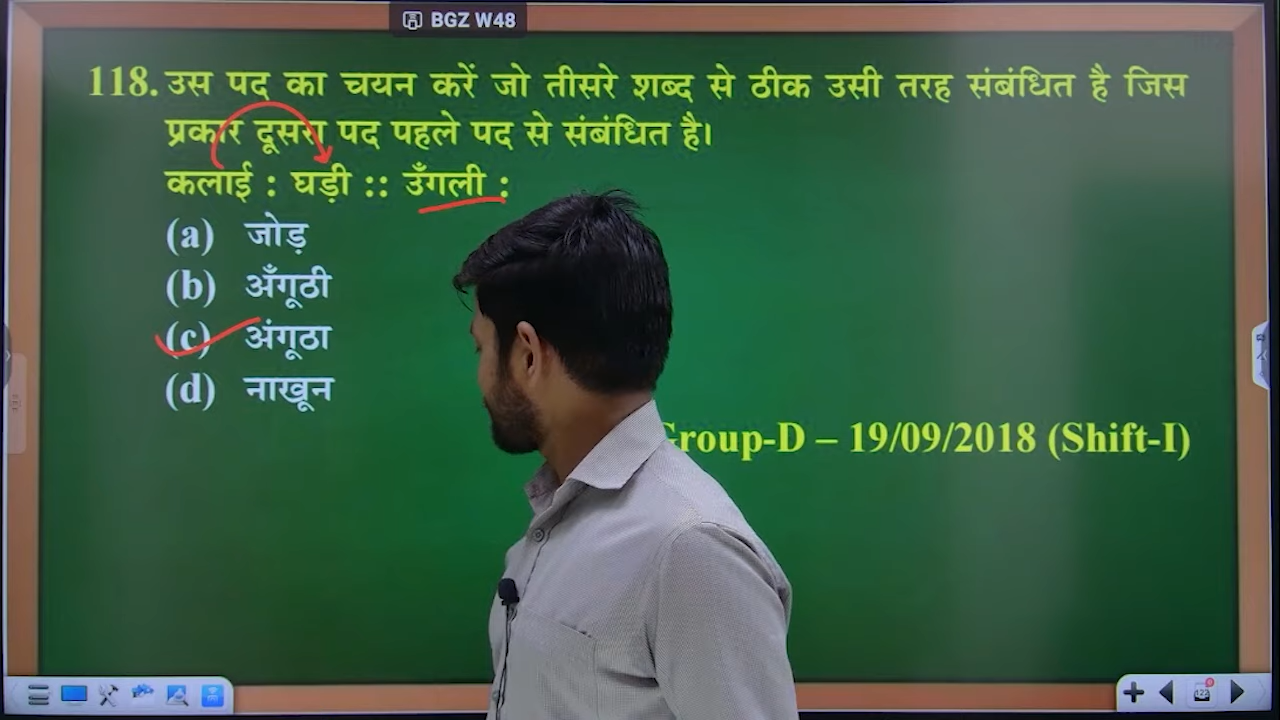 BGZ W48
118. उस पद का चयन करें जो तीसरे शब्द से ठीक उसी तरह संबंधित है जिस
प्रकार दूसरा पद पहले पद से संबंधित है।
कलाई : घड़ी :: उँगली :
(a) जोड़
(b) अँगूठी
(c) अंगूठा
(d) नाखून
Group-D – 19/09/2018 (Shift-I)